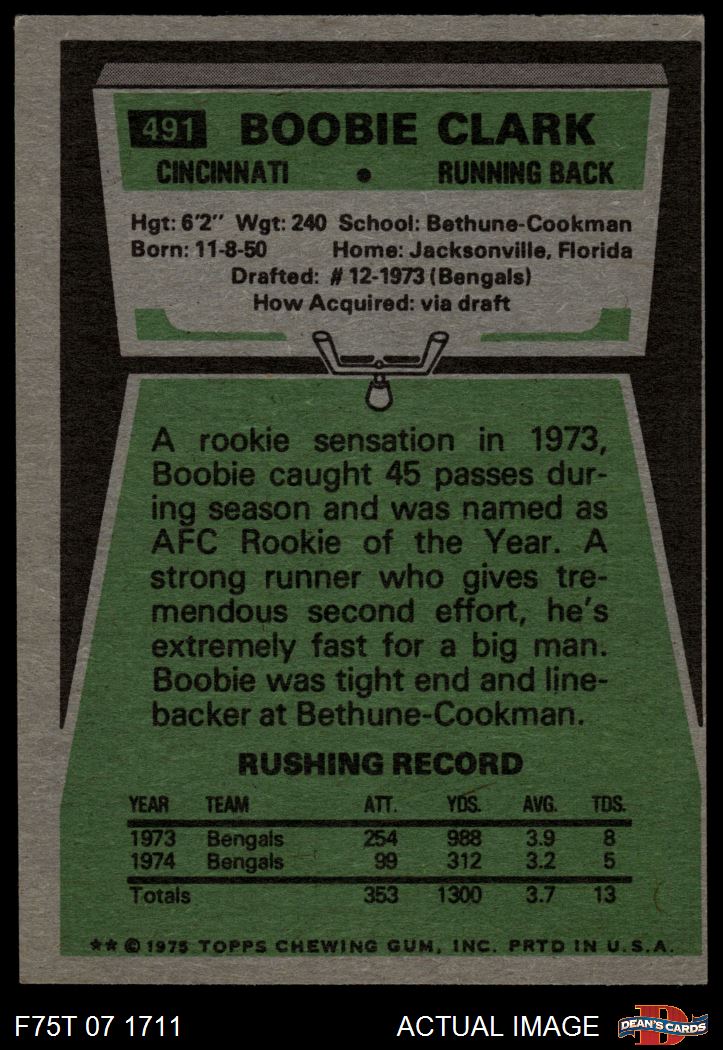 491 BOOBIE CLARK
CINCINNATI • RUNNING BACK
Hgt: 6'2" Wgt: 240 School: Bethune-Cookman
Born: 11-8-50 Home: Jacksonville, Florida
Drafted: #12-1973 (Bengals)
How Acquired: via draft
A rookie sensation in 1973,
Boobie caught 45 passes dur-
ing season and was named as
AFC Rookie of the Year. A
strong runner who gives tre-
mendous second effort, he's
extremely fast for a big man.
Boobie was tight end and line-
backer at Bethune-Cookman.
RUSHING RECORD
YEAR TEAM ATT. YDS. AVG. TDS.
1973 Bengals 254 988 3.9 8
1974 Bengals 99 312 3.2 5
Totals 353 1300 3.7 13
** © 1975 TOPPS CHEWING GUM, INC. PRTD IN U.S.A.
F75T 07 1711 ACTUAL IMAGE D DEAN'S CARDS